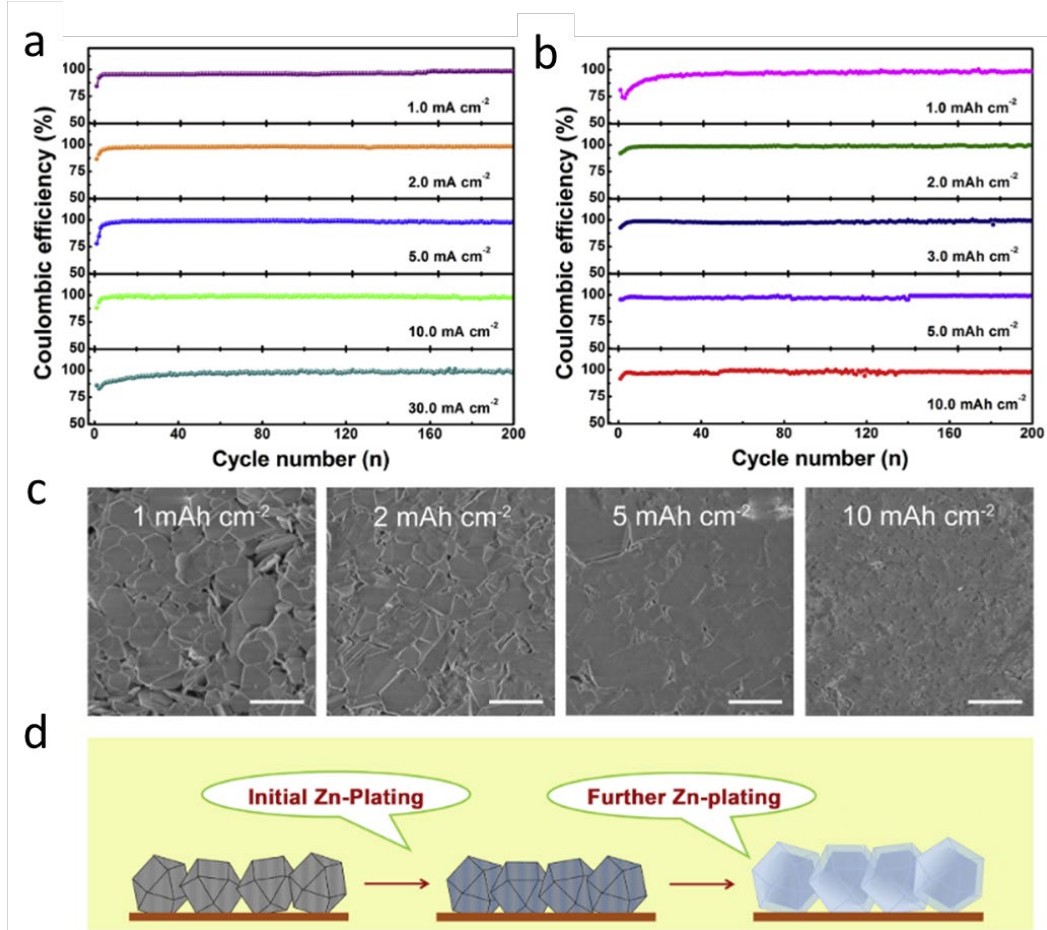 a
Coulombic efficiency (%)
100
75
50
1.0 mA cm-2
100
75
50
2.0 mA cm-2
100
75
50
5.0 mA cm-2
100
75
50
10.0 mA cm-2
100
75
50
30.0 mA cm-2
0 40 80 120 160 200
Cycle number (n)
b
Coulombic efficiency (%)
100
75
50
1.0 mAh cm-2
100
75
50
2.0 mAh cm-2
100
75
50
3.0 mAh cm-2
100
75
50
5.0 mAh cm-2
100
75
50
10.0 mAh cm-2
0 40 80 120 160 200
Cycle number (n)
c
1 mAh cm-2
2 mAh cm-2
5 mAh cm-2
10 mAh cm-2
d
Initial Zn-Plating
Further Zn-plating